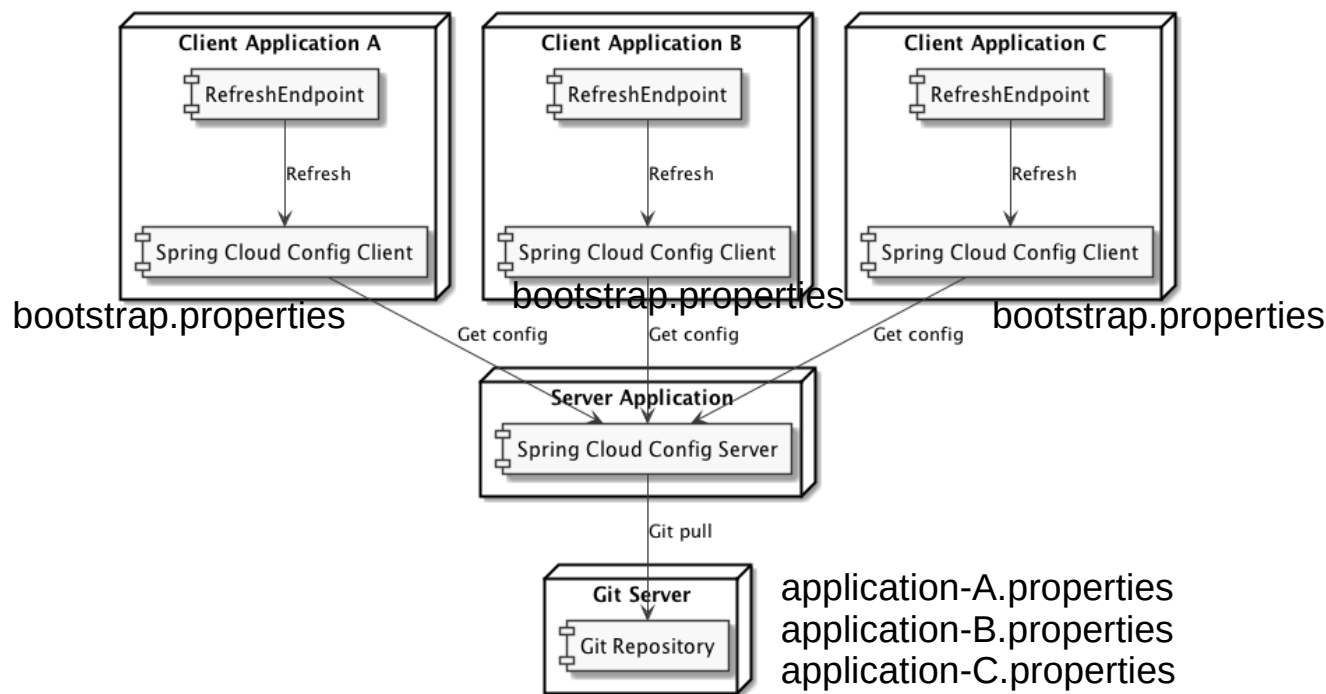 Client Application A
Client Application B
Client Application C
RefreshEndpoint
RefreshEndpoint
RefreshEndpoint
Refresh
Refresh
Refresh
Spring Cloud Config Client
Spring Cloud Config Client
Spring Cloud Config Client
bootstrap.properties
bootstrap.properties
bootstrap.properties
Get config
Get config
Get config
Server Application
Spring Cloud Config Server
Git pull
Git Server
Git Repository
application-A.properties
application-B.properties
application-C.properties